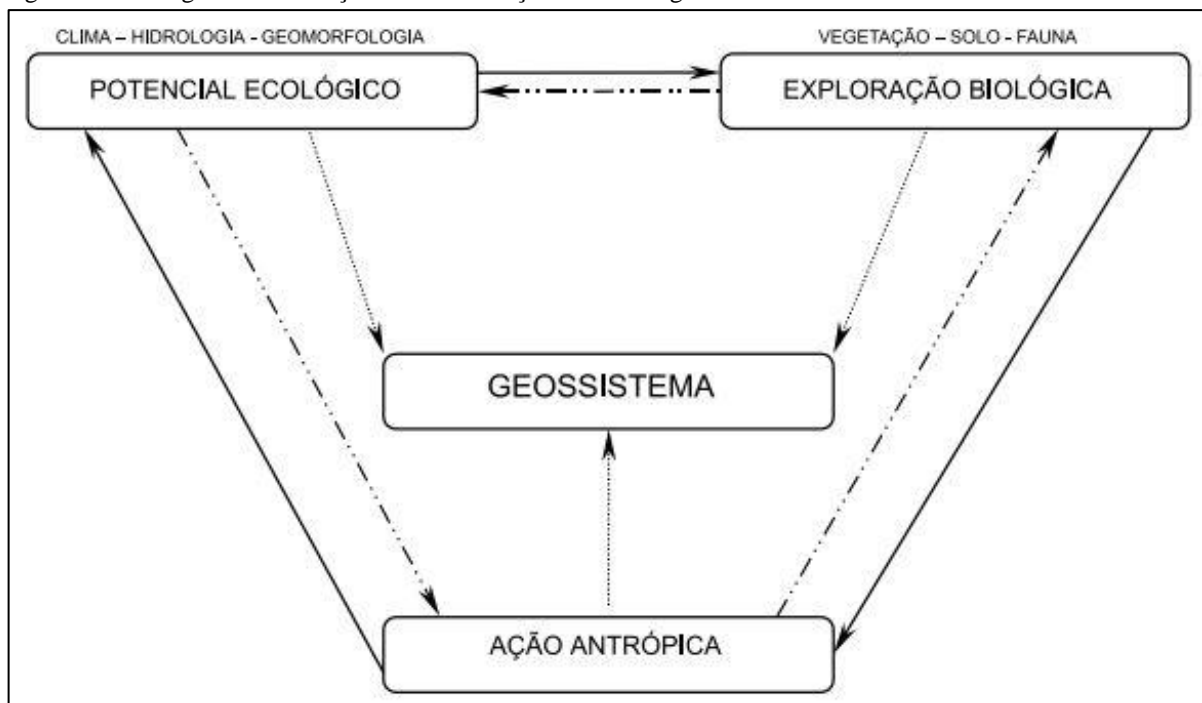 CLIMA – HIDROLOGIA - GEOMORFOLOGIA
VEGETAÇÃO – SOLO - FAUNA
POTENCIAL ECOLÓGICO
EXPLORAÇÃO BIOLÓGICA
GEOSSISTEMA
AÇÃO ANTRÓPICA